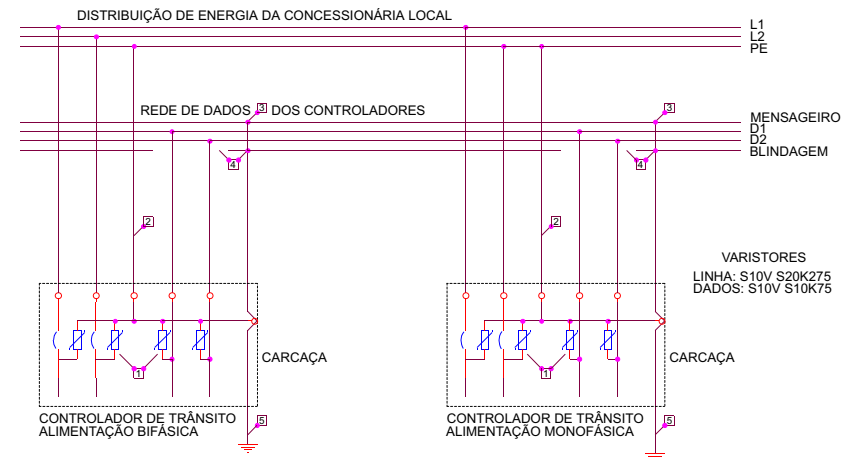 DISTRIBUIÇÃO DE ENERGIA DA CONCESSIONÁRIA LOCAL
L1
L2
PE
REDE DE DADOS 3 DOS CONTROLADORES
3
MENSAGEIRO
D1
D2
BLINDAGEM
4
4
2
2
VARISTORES
LINHA: S10V S20K275
DADOS: S10V S10K75
CARCAÇA
CARCAÇA
1
1
CONTROLADOR DE TRÂNSITO
ALIMENTAÇÃO BIFÁSICA
5
CONTROLADOR DE TRÂNSITO
ALIMENTAÇÃO MONOFÁSICA
5